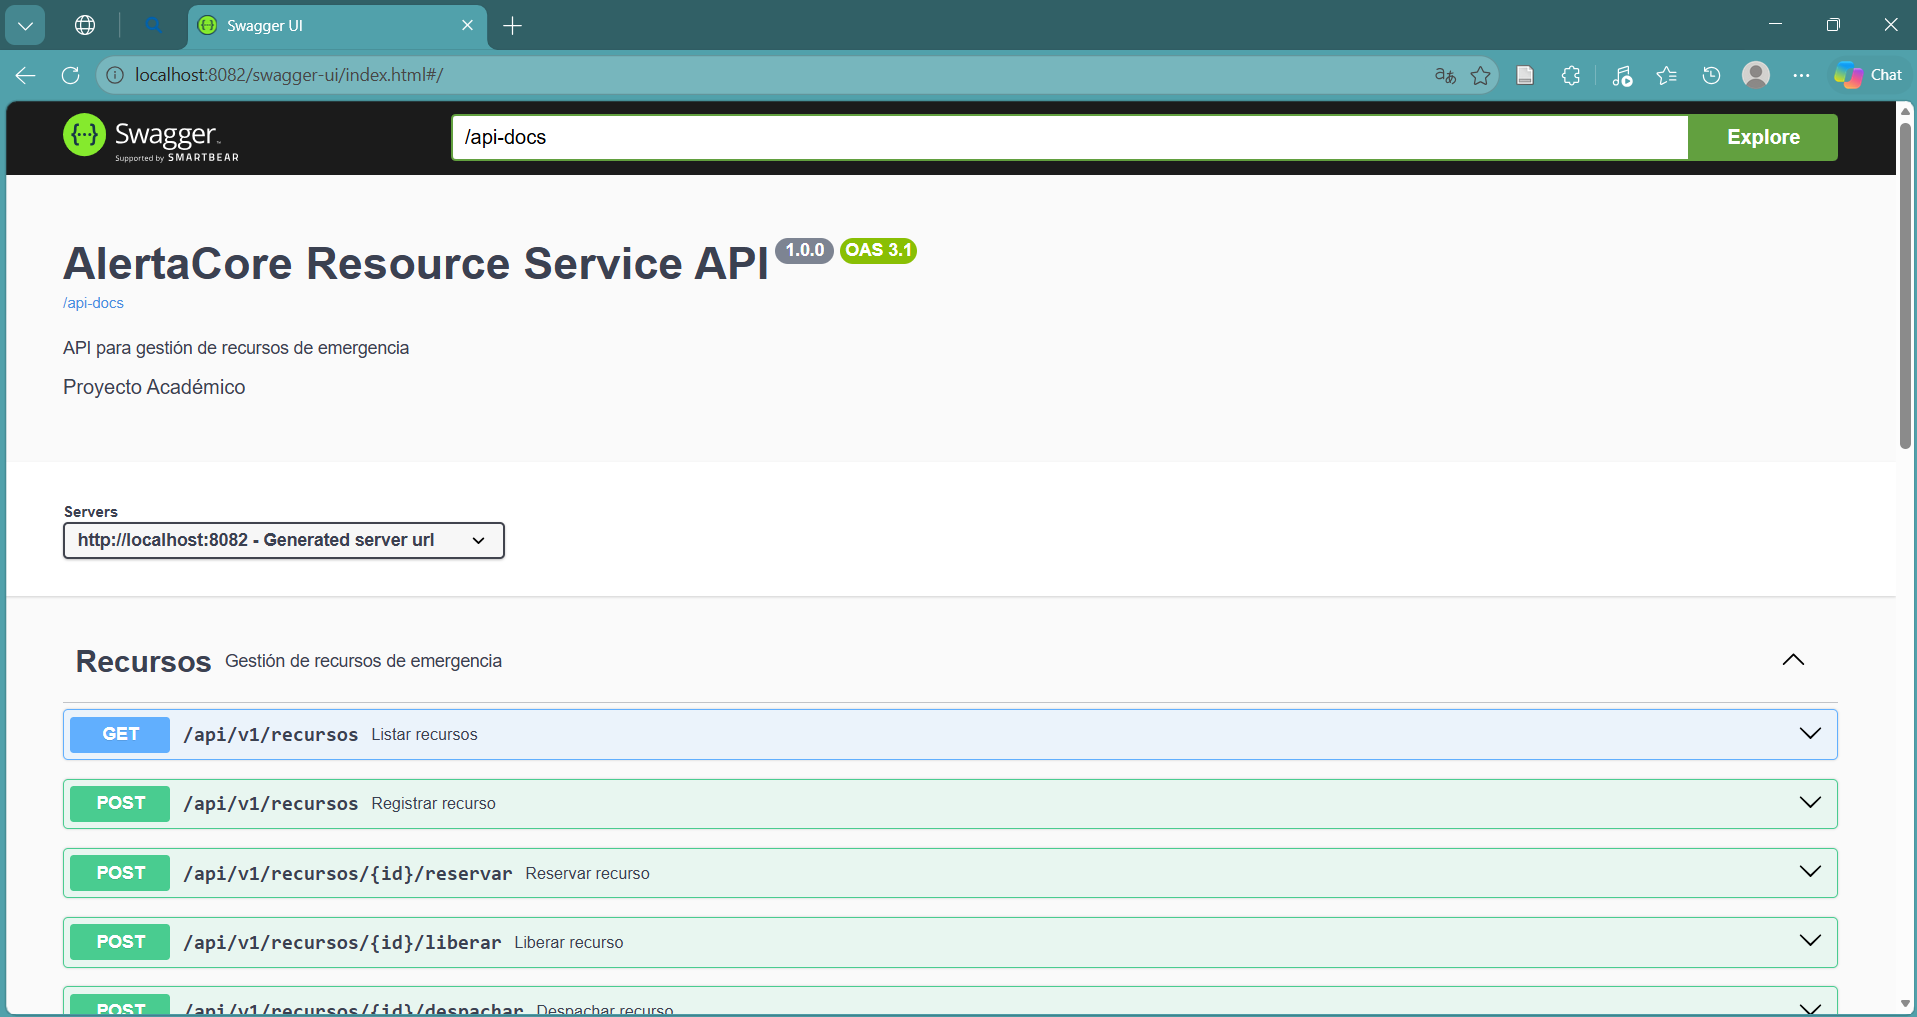 Swagger UI
localhost:8082/swagger-ui/index.html#/
Chat
Swagger
Supported by SMARTBEAR
/api-docs
Explore
AlertaCore Resource Service API 1.0.0 OAS 3.1
/api-docs
API para gestión de recursos de emergencia
Proyecto Académico
Servers
http://localhost:8082 - Generated server url
Recursos Gestión de recursos de emergencia
GET /api/v1/recursos Listar recursos
POST /api/v1/recursos Registrar recurso
POST /api/v1/recursos/{id}/reservar Reservar recurso
POST /api/v1/recursos/{id}/liberar Liberar recurso
POST /api/v1/recursos/{id}/despachar Despachar recurso